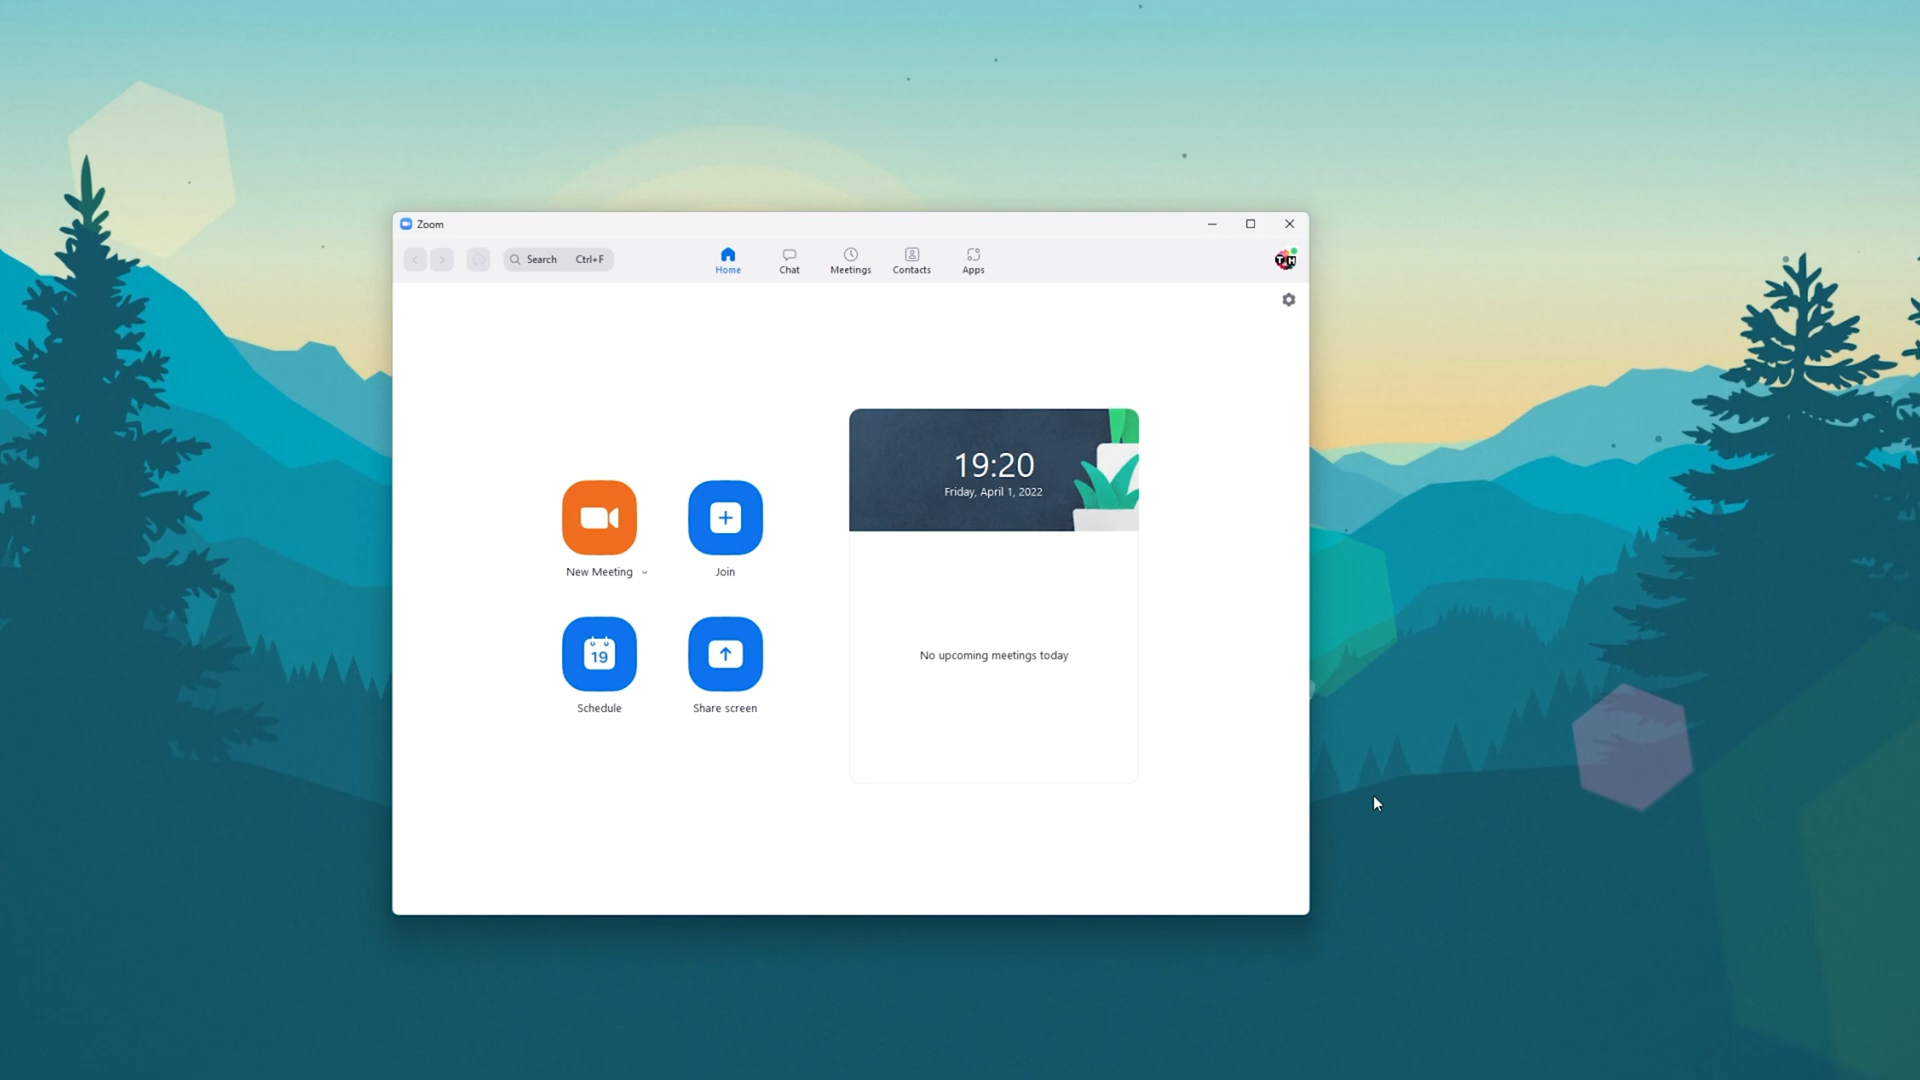 Zoom
Search Ctrl+F
Home
Chat
Meetings
Contacts
Apps
TH
19:20
Friday, April 1, 2022
New Meeting
Join
19
Schedule
Share screen
No upcoming meetings today